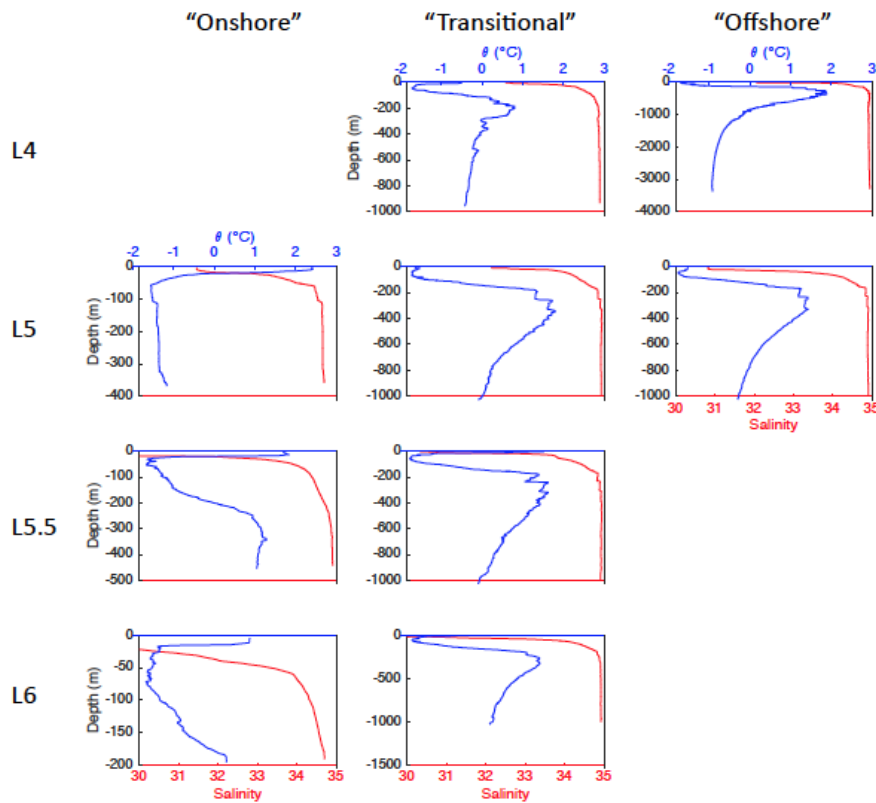 “Onshore” “Transitional” “Offshore”
θ (°C) θ (°C)
-2 -1 0 1 2 3 -2 -1 0 1 2 3
L4
Depth (m)
0 0
-200 -1000
-400 -2000
-600
-800 -3000
-1000 -4000
θ (°C)
-2 -1 0 1 2 3
L5
Depth (m)
0 0 0
-100 -200 -200
-200 -400 -400
-600 -600
-300 -800 -800
-400 -1000 -1000
30 31 32 33 34 35
Salinity
L5.5
Depth (m)
0 0
-100 -200
-200 -400
-300 -600
-400 -800
-500 -1000
L6
Depth (m)
0 0
-50 -500
-100
-150 -1000
-200 -1500
30 31 32 33 34 35 30 31 32 33 34 35
Salinity Salinity